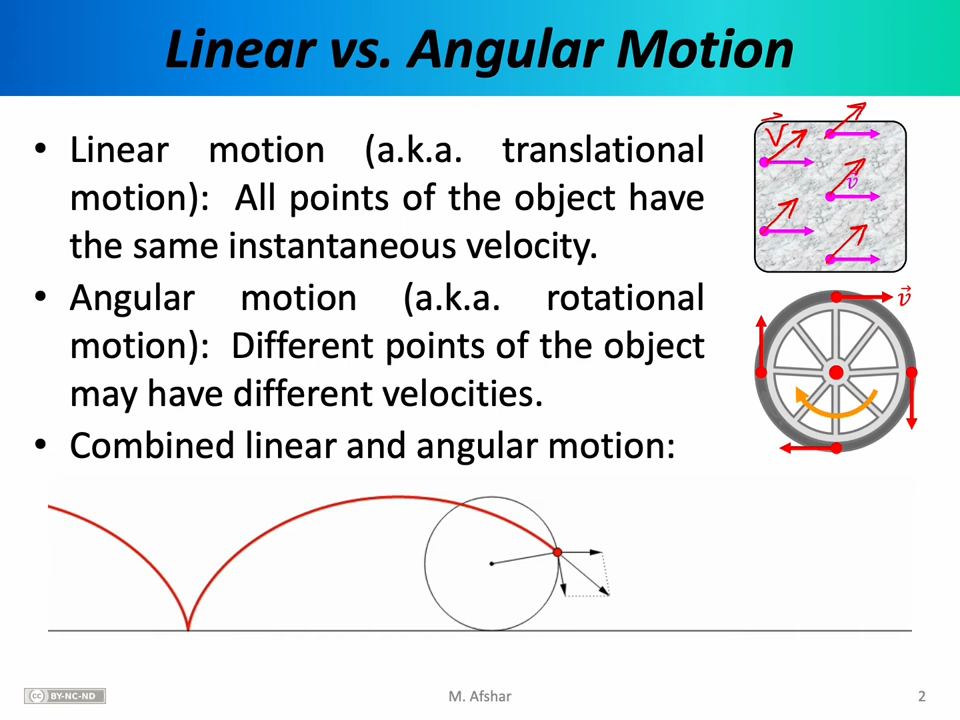 Linear vs. Angular Motion
• Linear motion (a.k.a. translational
motion): All points of the object have
the same instantaneous velocity.
• Angular motion (a.k.a. rotational
motion): Different points of the object
may have different velocities.
• Combined linear and angular motion:
V⃗
v⃗
v⃗
cc BY-NC-ND
M. Afshar
2